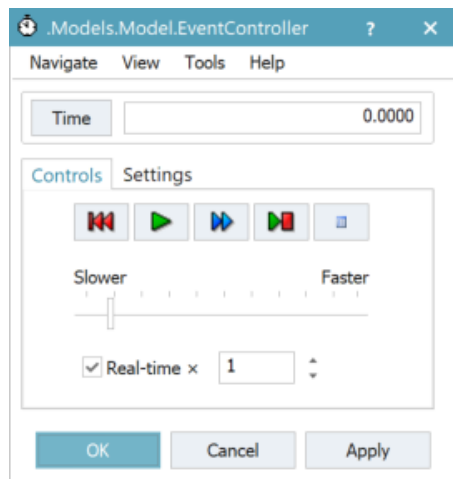 .Models.Model.EventController ? ×
Navigate View Tools Help
Time 0.0000
Controls Settings
Slower Faster
Real-time × 1
OK Cancel Apply